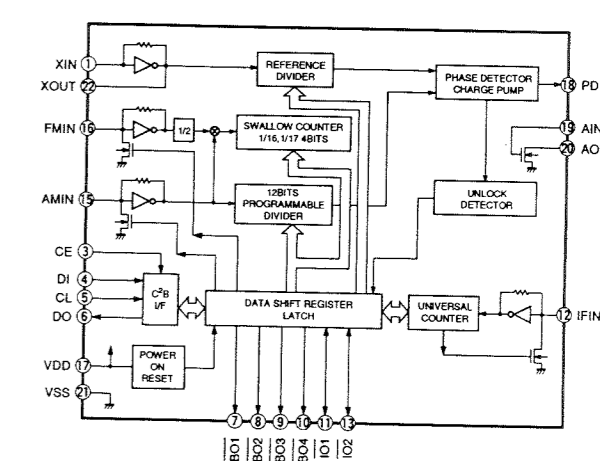 XIN 1
XOUT 22
FMIN 16
AMIN 15
CE 3
DI 4
CL 5
DO 6
VDD 17
VSS 21
REFERENCE
DIVIDER
1/2
SWALLOW COUNTER
1/16, 1/17 4BITS
12BITS
PROGRAMMABLE
DIVIDER
PHASE DETECTOR
CHARGE PUMP
UNLOCK
DETECTOR
C²B
I/F
DATA SHIFT REGISTER
LATCH
UNIVERSAL
COUNTER
POWER
ON
RESET
18 PD
19 AIN
20 AO
12 IFIN
7 8 9 10 11 13
BO1
BO2
BO3
BO4
IO1
IO2